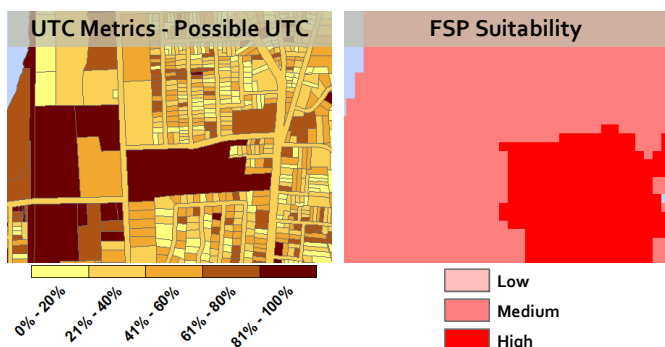 UTC Metrics - Possible UTC
FSP Suitability
0% - 20%
21% - 40%
41% - 60%
61% - 80%
81% - 100%
Low
Medium
High